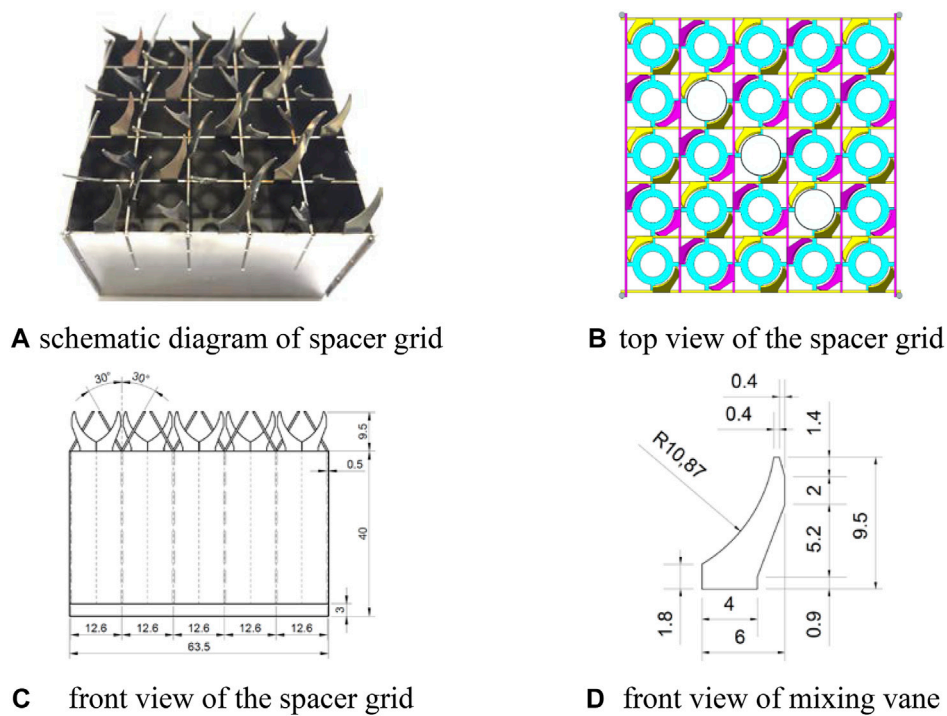 A schematic diagram of spacer grid
B top view of the spacer grid
30° 30°
9.5
0.5
40
3
12.6 12.6 12.6 12.6 12.6
63.5
C front view of the spacer grid
0.4
0.4
1.4
R10,87
2
5.2
9.5
1.8
4
6
0.9
D front view of mixing vane